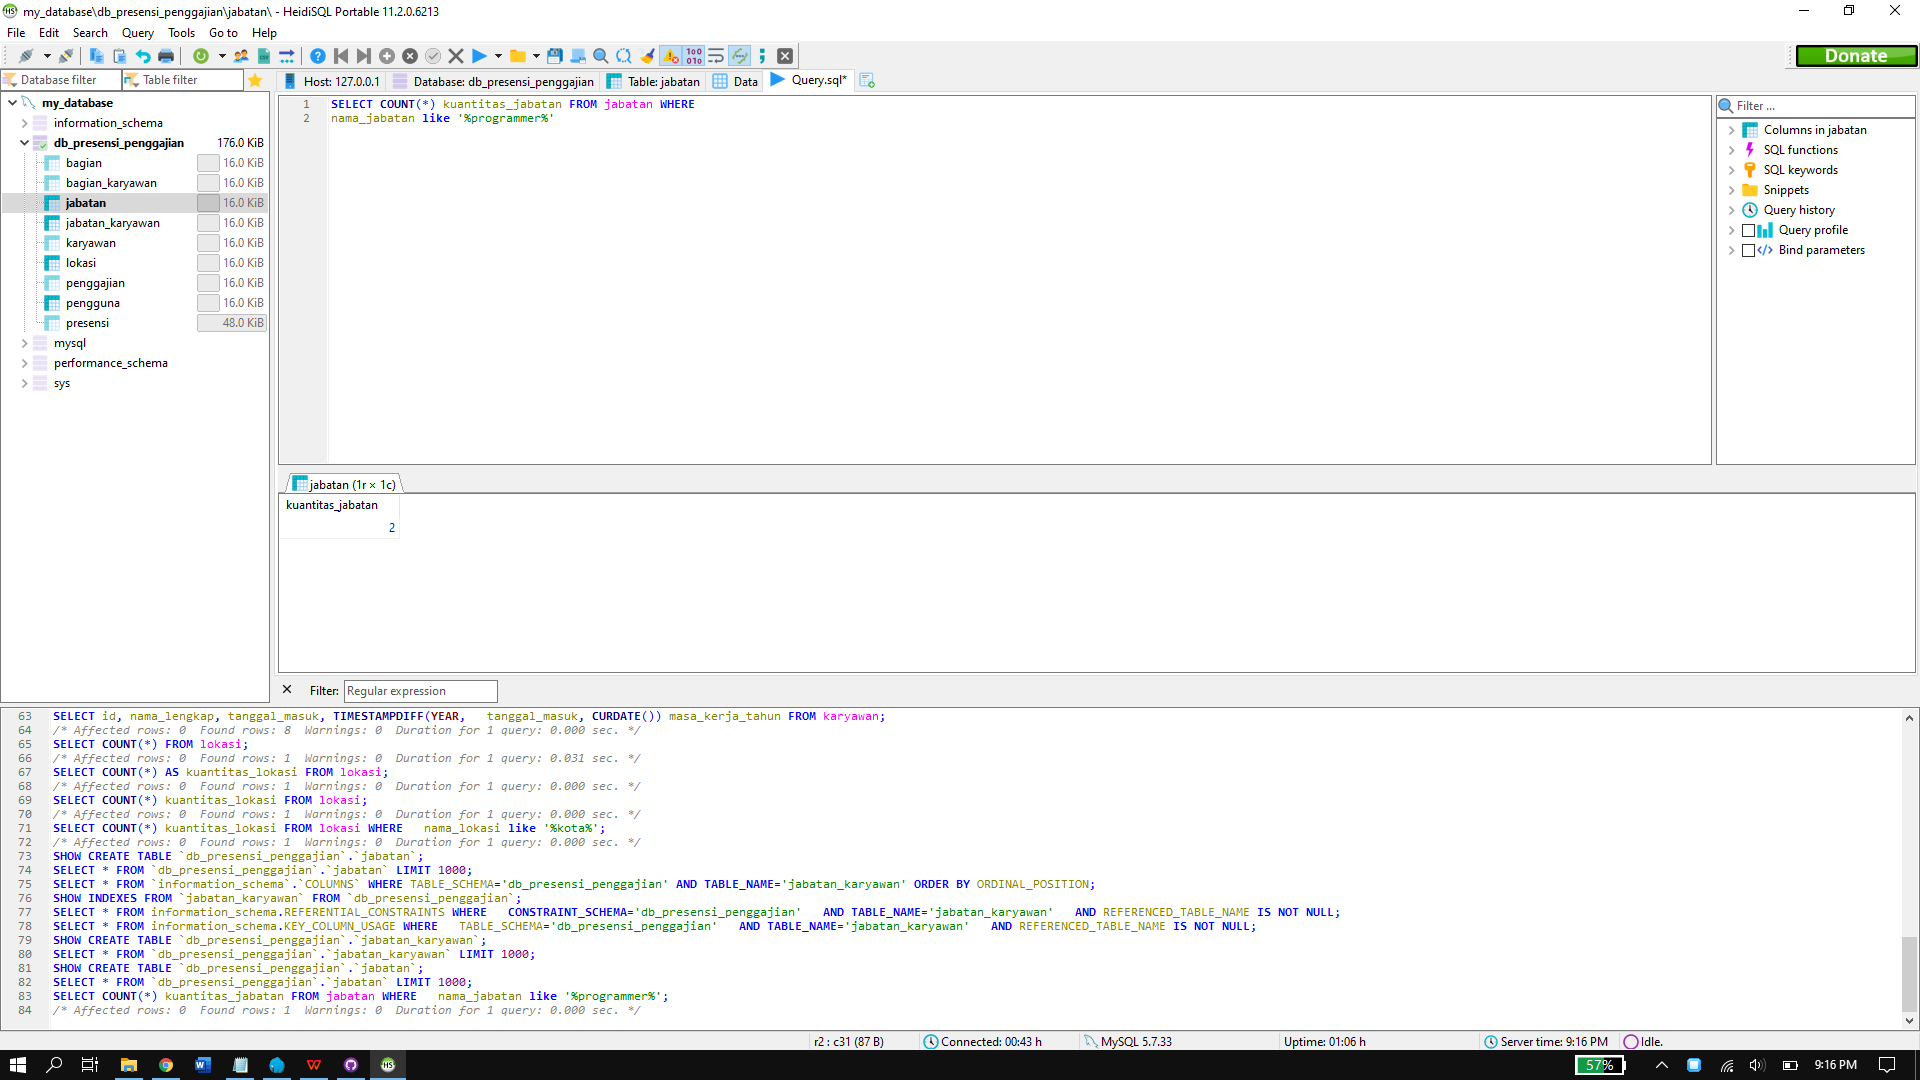 my_database\db_presensi_penggajian\jabatan\ - HeidiSQL Portable 11.2.0.6213
File Edit Search Query Tools Go to Help
Donate
Database filter Table filter
Host: 127.0.0.1 Database: db_presensi_penggajian Table: jabatan Data Query.sql*
my_database
information_schema
db_presensi_penggajian 176.0 KiB
bagian 16.0 KiB
bagian_karyawan 16.0 KiB
jabatan 16.0 KiB
jabatan_karyawan 16.0 KiB
karyawan 16.0 KiB
lokasi 16.0 KiB
penggajian 16.0 KiB
pengguna 16.0 KiB
presensi 48.0 KiB
mysql
performance_schema
sys
1 SELECT COUNT(*) kuantitas_jabatan FROM jabatan WHERE
2 nama_jabatan like '%programmer%'
Filter ...
Columns in jabatan
SQL functions
SQL keywords
Snippets
Query history
Query profile
Bind parameters
jabatan (1r × 1c)
kuantitas_jabatan
2
Filter: Regular expression
63 SELECT id, nama_lengkap, tanggal_masuk, TIMESTAMPDIFF(YEAR, tanggal_masuk, CURDATE()) masa_kerja_tahun FROM karyawan;
64 /* Affected rows: 0 Found rows: 8 Warnings: 0 Duration for 1 query: 0.000 sec. */
65 SELECT COUNT(*) FROM lokasi;
66 /* Affected rows: 0 Found rows: 1 Warnings: 0 Duration for 1 query: 0.031 sec. */
67 SELECT COUNT(*) AS kuantitas_lokasi FROM lokasi;
68 /* Affected rows: 0 Found rows: 1 Warnings: 0 Duration for 1 query: 0.000 sec. */
69 SELECT COUNT(*) kuantitas_lokasi FROM lokasi;
70 /* Affected rows: 0 Found rows: 1 Warnings: 0 Duration for 1 query: 0.000 sec. */
71 SELECT COUNT(*) kuantitas_lokasi FROM lokasi WHERE nama_lokasi like '%kota%';
72 /* Affected rows: 0 Found rows: 1 Warnings: 0 Duration for 1 query: 0.000 sec. */
73 SHOW CREATE TABLE `db_presensi_penggajian`.`jabatan`;
74 SELECT * FROM `db_presensi_penggajian`.`jabatan` LIMIT 1000;
75 SELECT * FROM `information_schema`.`COLUMNS` WHERE TABLE_SCHEMA='db_presensi_penggajian' AND TABLE_NAME='jabatan_karyawan' ORDER BY ORDINAL_POSITION;
76 SHOW INDEXES FROM `jabatan_karyawan` FROM `db_presensi_penggajian`;
77 SELECT * FROM information_schema.REFERENTIAL_CONSTRAINTS WHERE CONSTRAINT_SCHEMA='db_presensi_penggajian' AND TABLE_NAME='jabatan_karyawan' AND REFERENCED_TABLE_NAME IS NOT NULL;
78 SELECT * FROM information_schema.KEY_COLUMN_USAGE WHERE TABLE_SCHEMA='db_presensi_penggajian' AND TABLE_NAME='jabatan_karyawan' AND REFERENCED_TABLE_NAME IS NOT NULL;
79 SHOW CREATE TABLE `db_presensi_penggajian`.`jabatan_karyawan`;
80 SELECT * FROM `db_presensi_penggajian`.`jabatan_karyawan` LIMIT 1000;
81 SHOW CREATE TABLE `db_presensi_penggajian`.`jabatan`;
82 SELECT * FROM `db_presensi_penggajian`.`jabatan` LIMIT 1000;
83 SELECT COUNT(*) kuantitas_jabatan FROM jabatan WHERE nama_jabatan like '%programmer%';
84 /* Affected rows: 0 Found rows: 1 Warnings: 0 Duration for 1 query: 0.000 sec. */
r2 : c31 (87 B) Connected: 00:43 h MySQL 5.7.33 Uptime: 01:06 h Server time: 9:16 PM Idle.
57% 9:16 PM